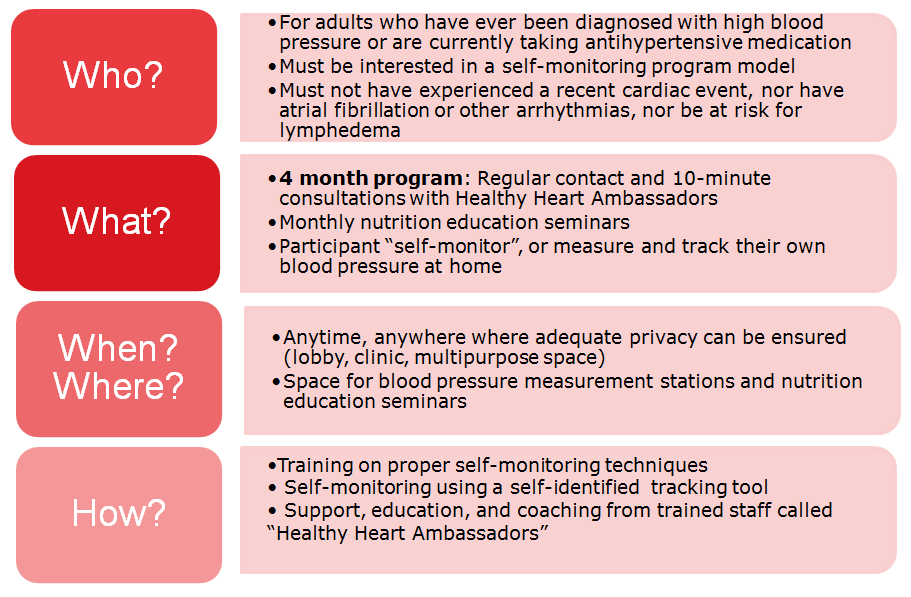 Who?
•For adults who have ever been diagnosed with high blood
pressure or are currently taking antihypertensive medication
•Must be interested in a self-monitoring program model
•Must not have experienced a recent cardiac event, nor have
atrial fibrillation or other arrhythmias, nor be at risk for
lymphedema
What?
•4 month program: Regular contact and 10-minute
consultations with Healthy Heart Ambassadors
•Monthly nutrition education seminars
•Participant “self-monitor”, or measure and track their own
blood pressure at home
When?
Where?
•Anytime, anywhere where adequate privacy can be ensured
(lobby, clinic, multipurpose space)
•Space for blood pressure measurement stations and nutrition
education seminars
How?
•Training on proper self-monitoring techniques
• Self-monitoring using a self-identified tracking tool
• Support, education, and coaching from trained staff called
“Healthy Heart Ambassadors”